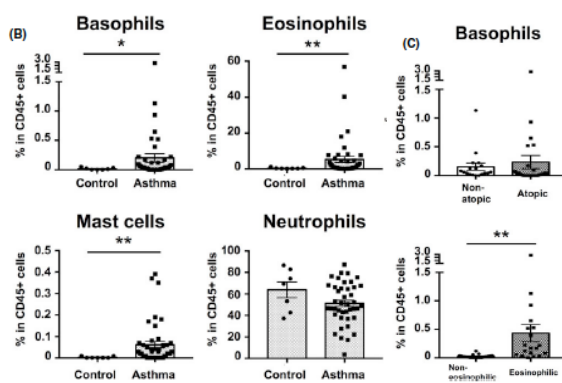 (B)
Basophils
*
% in CD45+ cells
3.0
1.5
1.0
0.5
0
Control
Asthma
Eosinophils
**
% in CD45+ cells
60
40
20
0
Control
Asthma
(C)
Basophils
% in CD45+ cells
3.0
1.5
1.5
1.0
0.5
0
Non-
atopic
Atopic
Mast cells
**
% in CD45+ cells
0.5
0.4
0.3
0.2
0.1
0
Control
Asthma
Neutrophils
% in CD45+ cells
100
80
60
40
20
0
Control
Asthma
**
% in CD45+ cells
3.0
1.5
1.0
0.5
0
Non-
eosinophilic
Eosinophilic